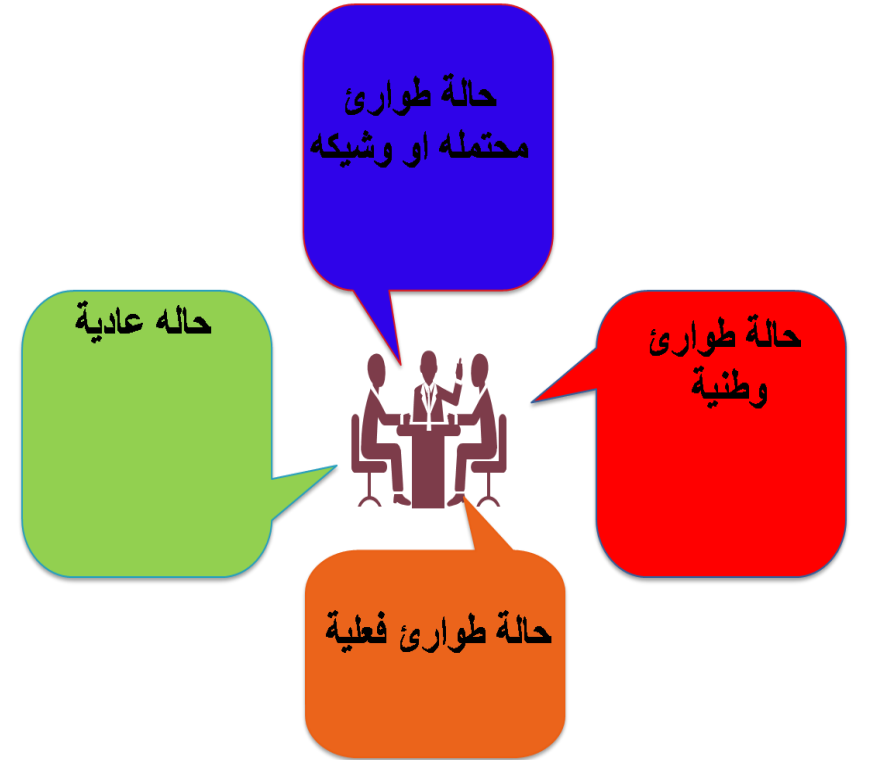 حالة طوارئ
محتمله او وشيكه
حالة طوارئ
وطنية
حاله عادية
حالة طوارئ فعلية